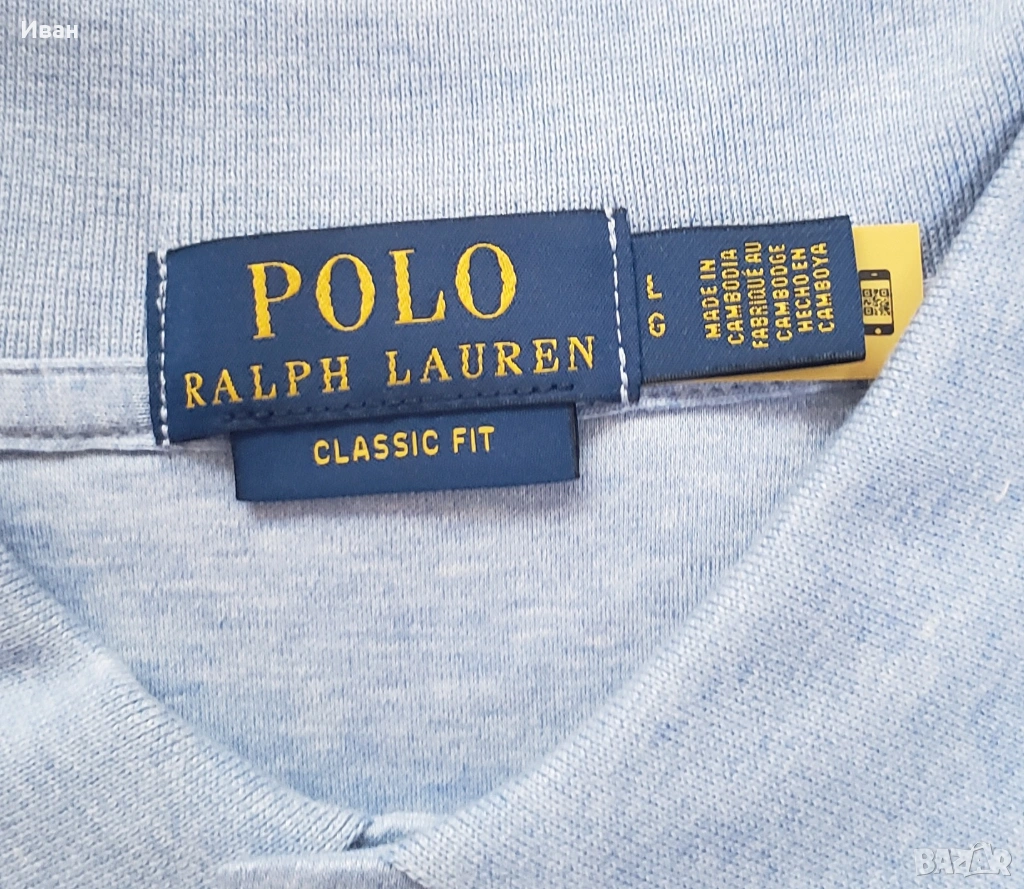 Иван
POLO
RALPH LAUREN
CLASSIC FIT
L
G
MADE IN
CAMBODIA
FABRIQUÉ AU
CAMBODGE
HECHO EN
CAMBOYA
BAZAR